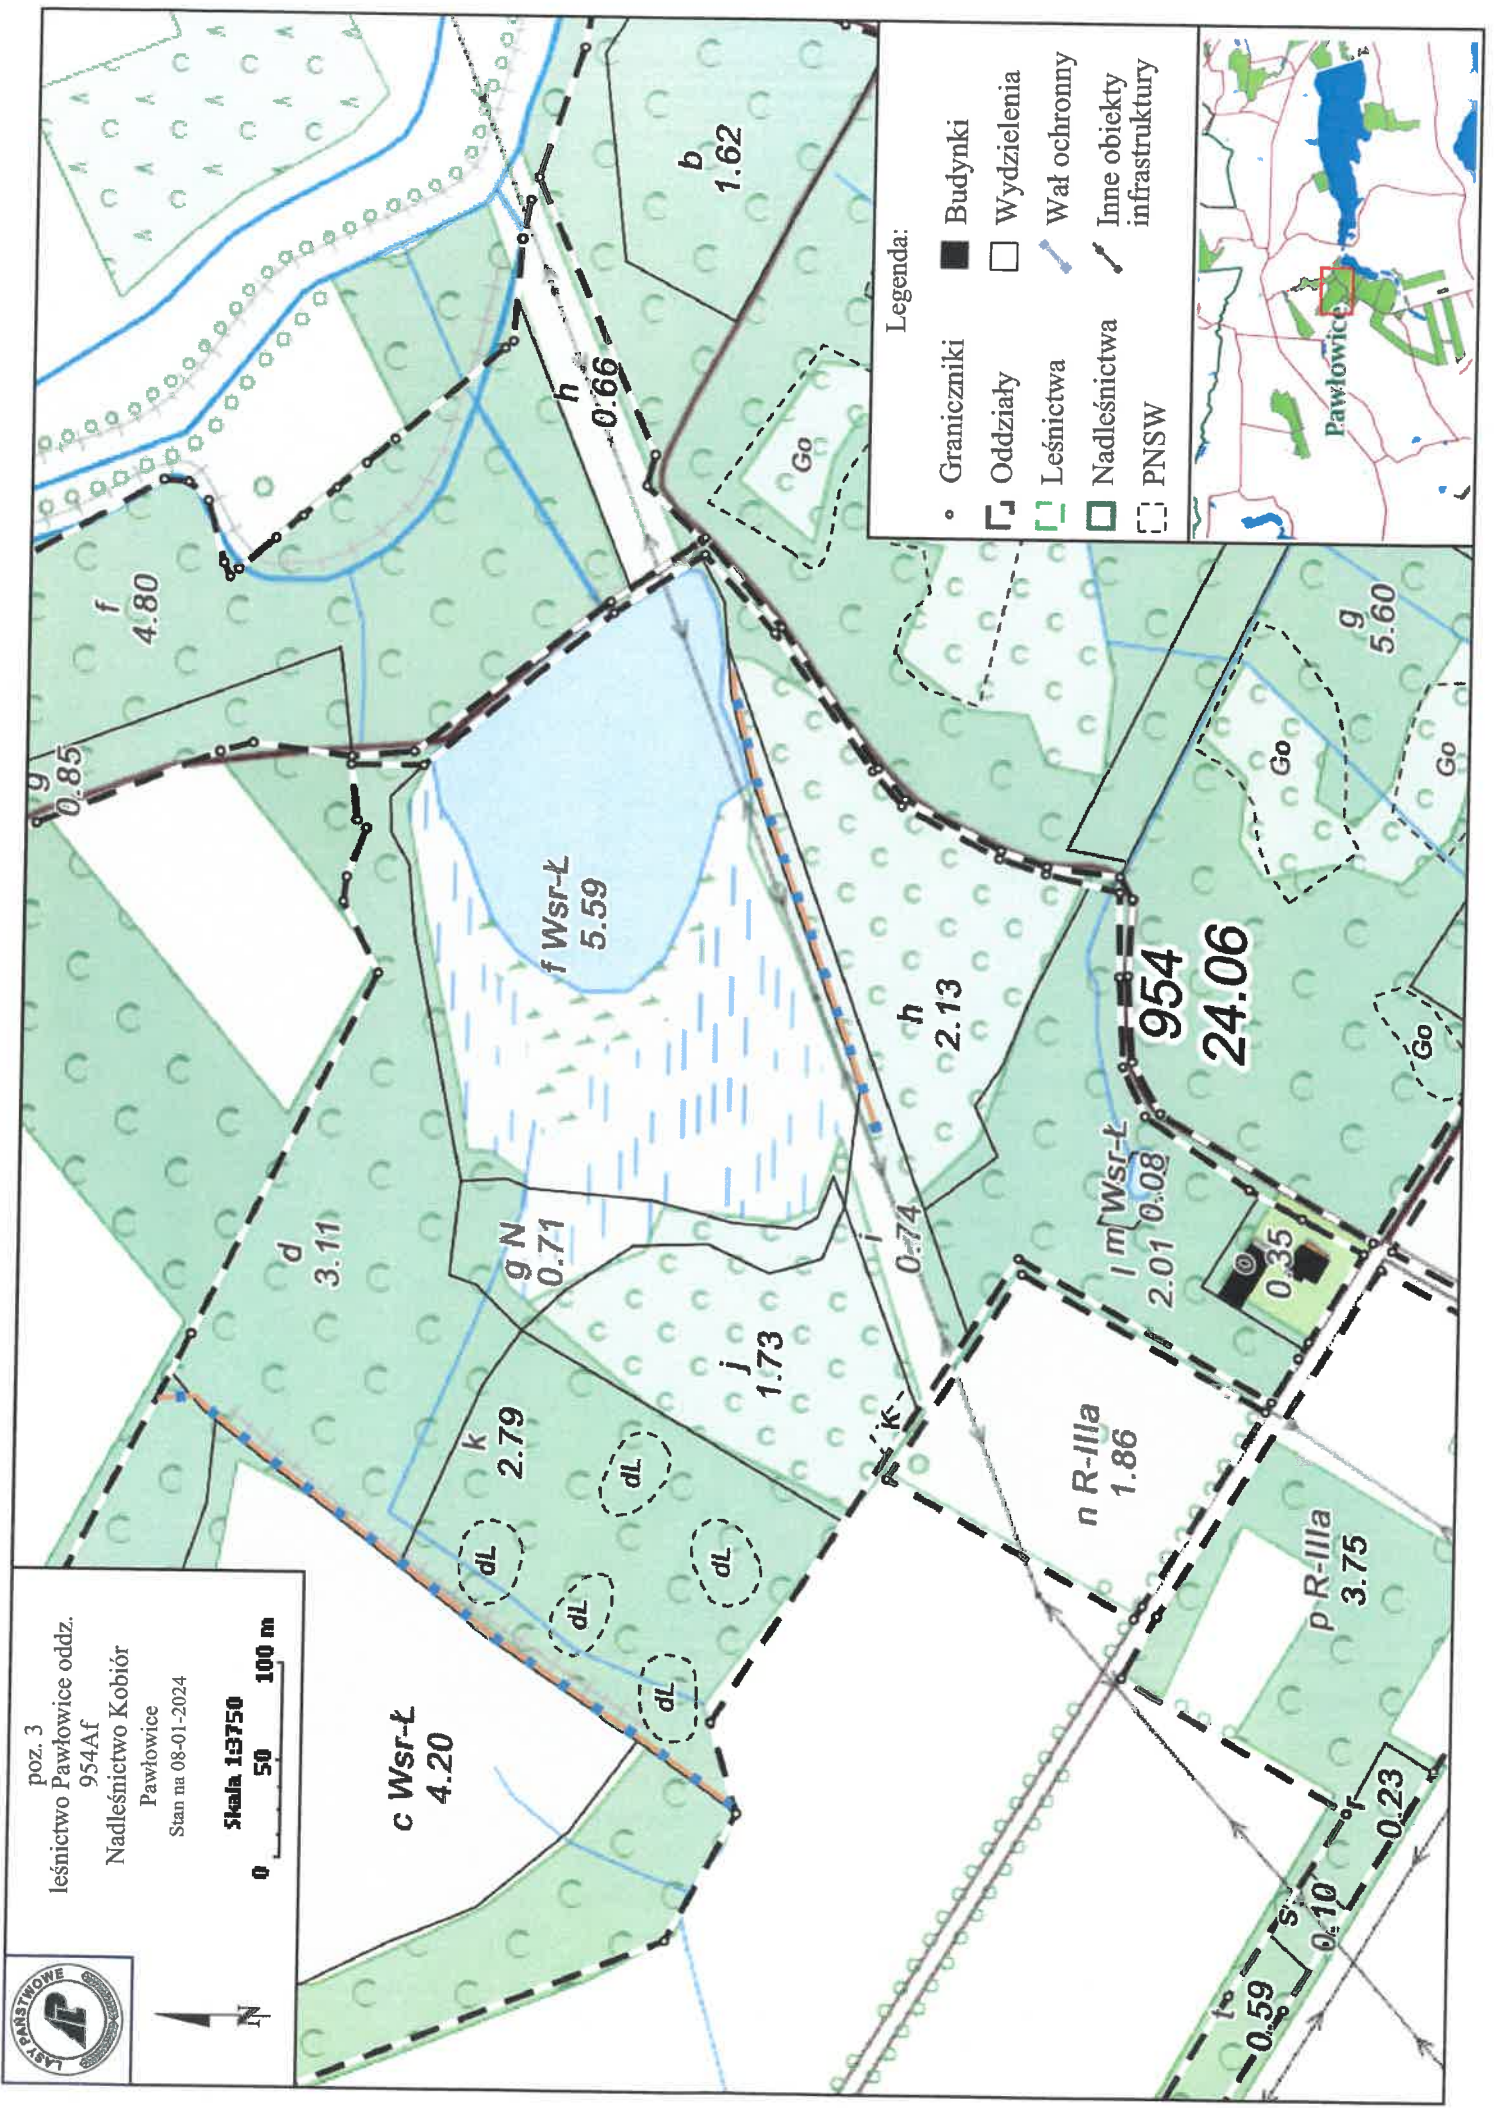 LASY PAŃSTWOWE
LP
N
poz. 3
leśnictwo Pawłowice oddz.
954Af
Nadleśnictwo Kobiór
Pawłowice
Stan na 08-01-2024
Skala 1:3750
0 50 100 m
c Wsr-Ł
4.20
d
3.11
g
0.85
f
4.80
k
2.79
dL
dL
dL
dL
dL
g N
0.71
f Wsr-Ł
5.59
h
0.66
b
1.62
j
1.73
K
i
0.74
h
2.13
Go
n R-IIIa
1.86
l m Wsr-Ł
2.01 0.08
o
0.35
954
24.06
g
5.60
Go
Go
Go
p R-IIIa
3.75
r
0.23
s
0.10
t
0.59
Legenda:
Graniczniki
Oddziały
Leśnictwa
Nadleśnictwa
PNSW
Budynki
Wydzielenia
Wał ochronny
Inne obiekty
infrastruktury
Pawłowice